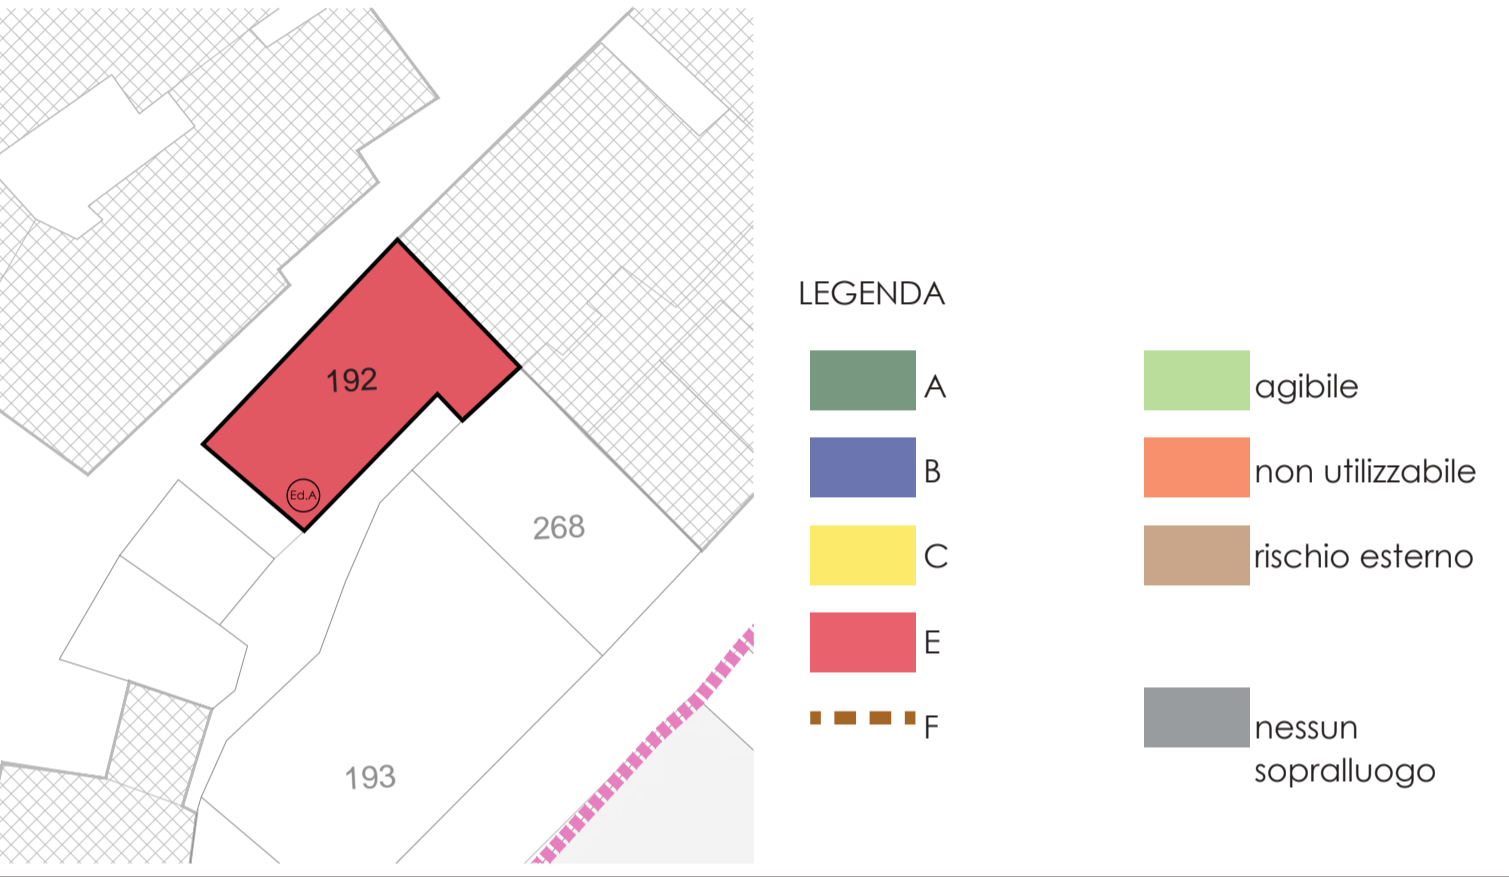 192
Ed.A
268
193
LEGENDA
A
B
C
E
F
agibile
non utilizzabile
rischio esterno
nessun
sopralluogo